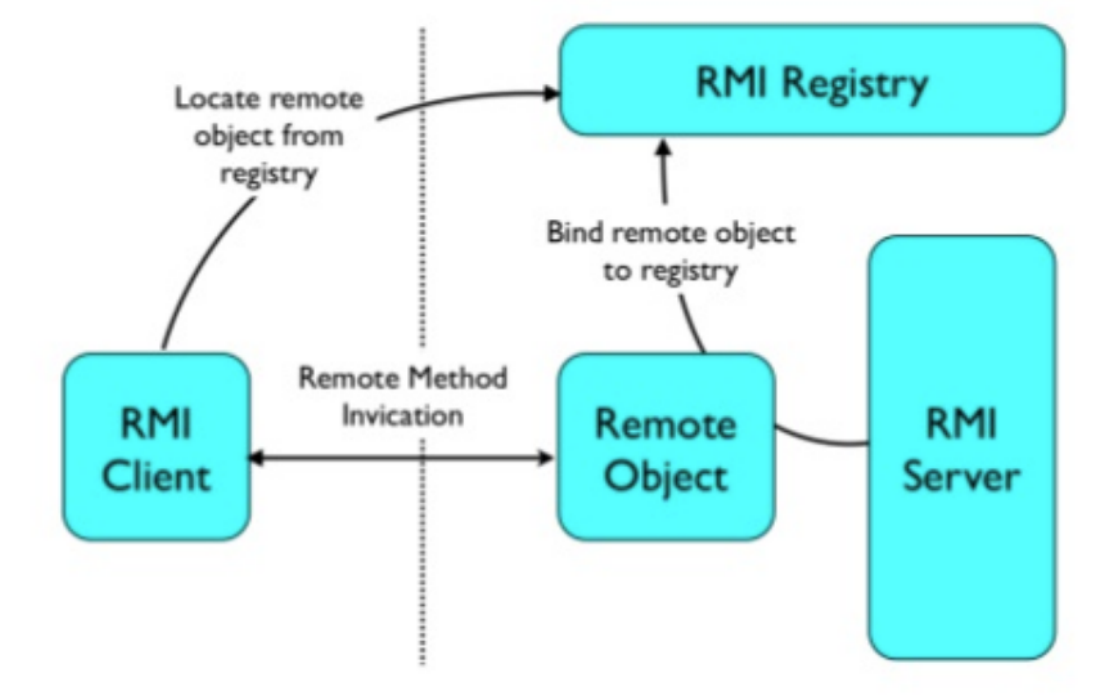 Locate remote
object from
registry
RMI Registry
Bind remote object
to registry
RMI
Client
Remote Method
Invication
Remote
Object
RMI
Server